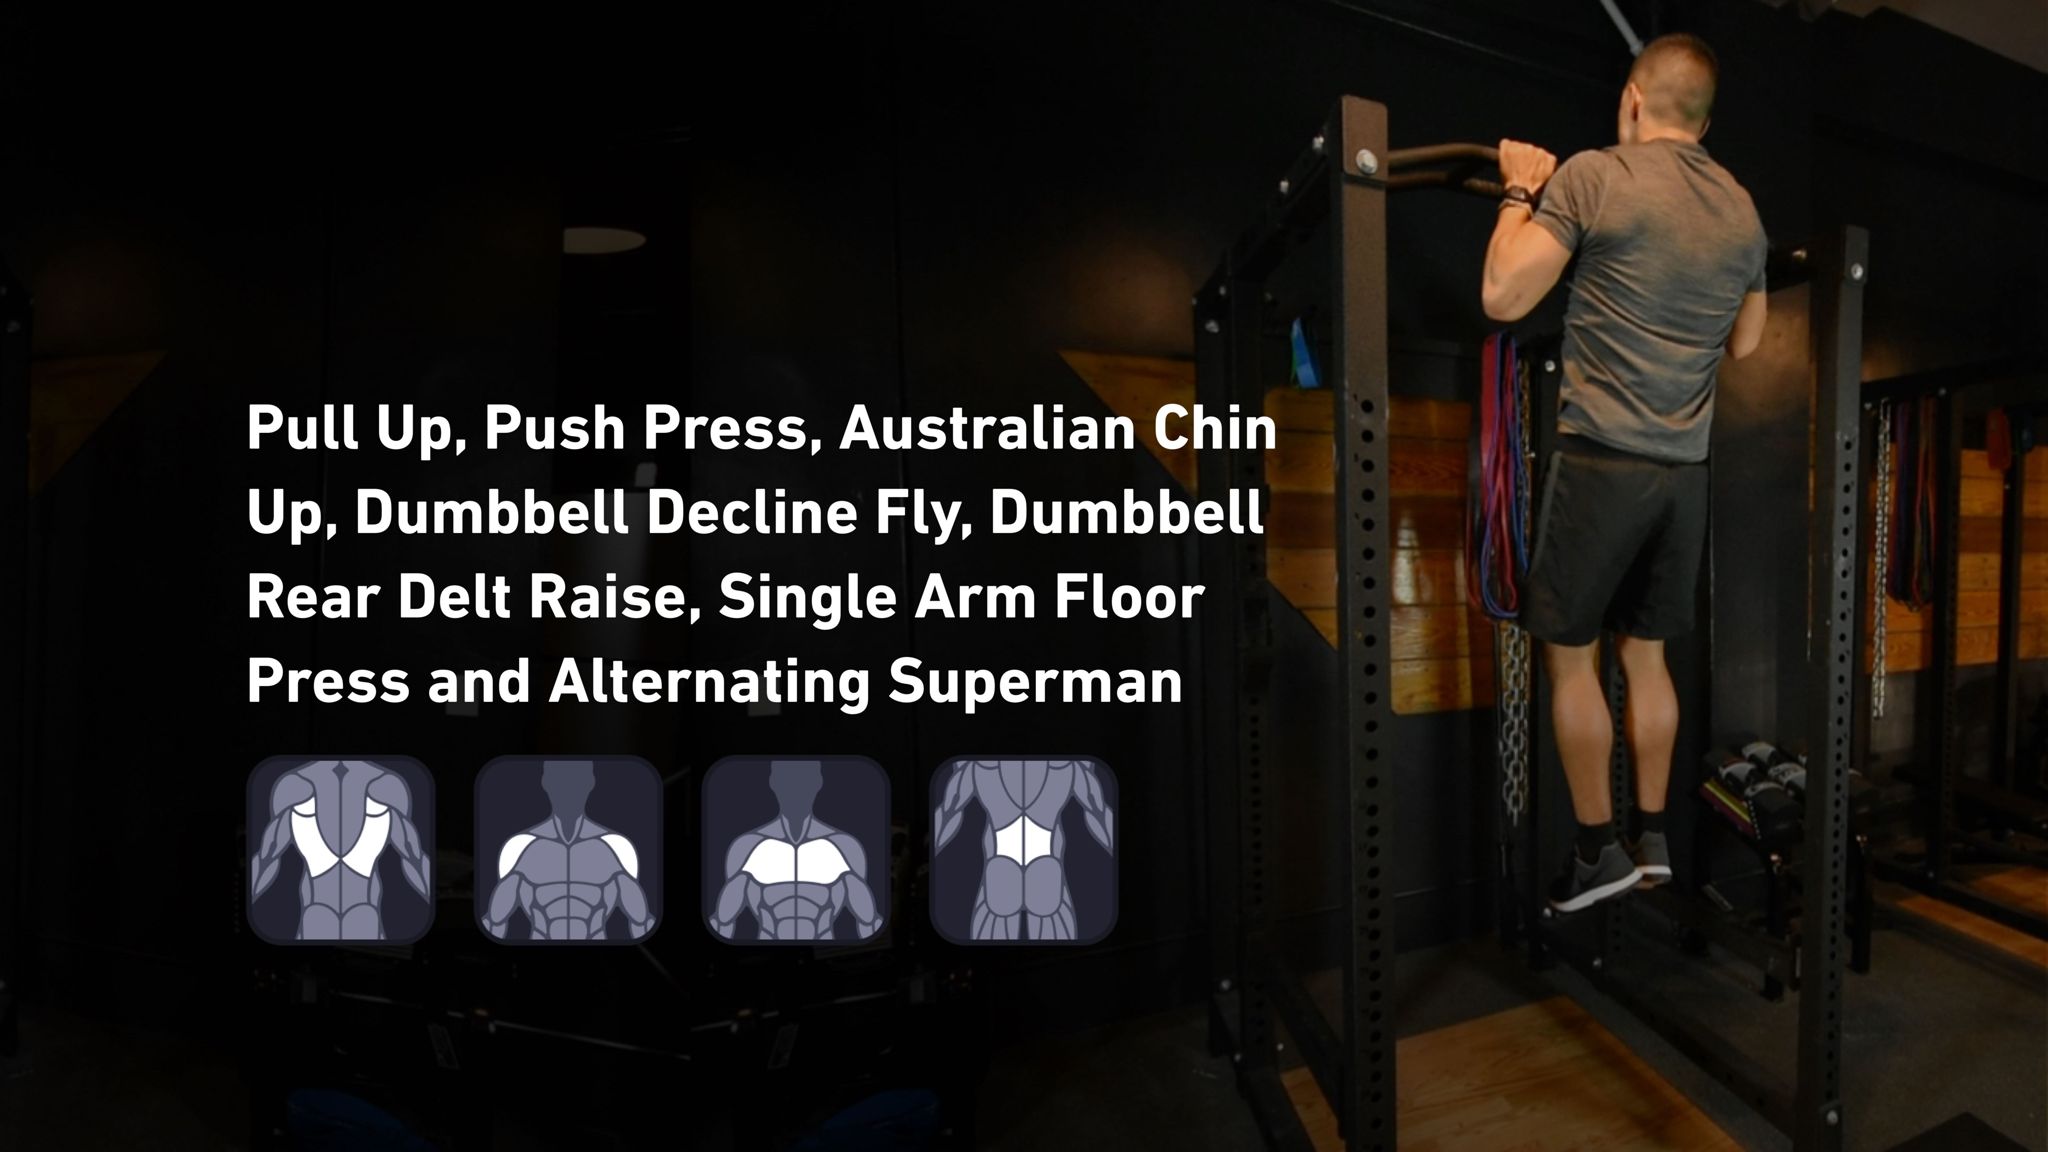 Pull Up, Push Press, Australian Chin
Up, Dumbbell Decline Fly, Dumbbell
Rear Delt Raise, Single Arm Floor
Press and Alternating Superman